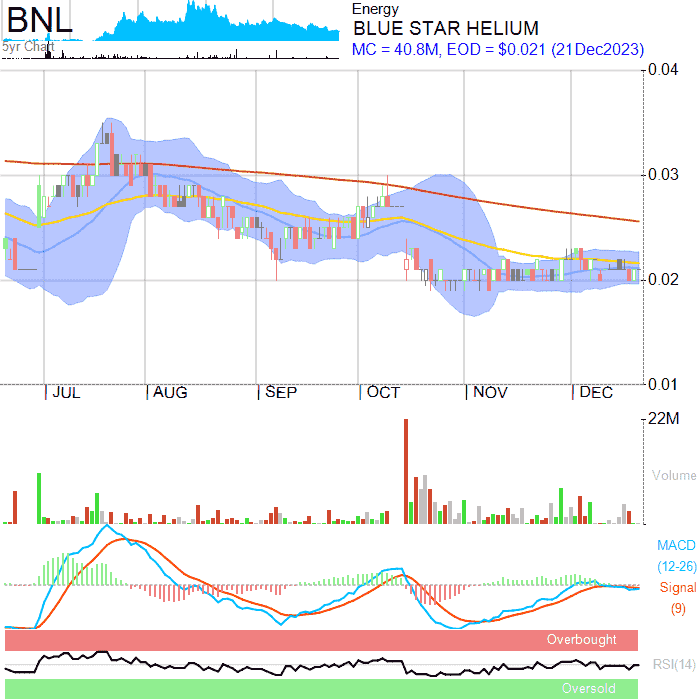 BNL
5yr Chart
Energy
BLUE STAR HELIUM
MC = 40.8M, EOD = $0.021 (21Dec2023)
0.04
0.03
0.02
0.01
JUL AUG SEP OCT NOV DEC
22M
Volume
MACD
(12-26)
Signal
(9)
Overbought
RSI(14)
Oversold